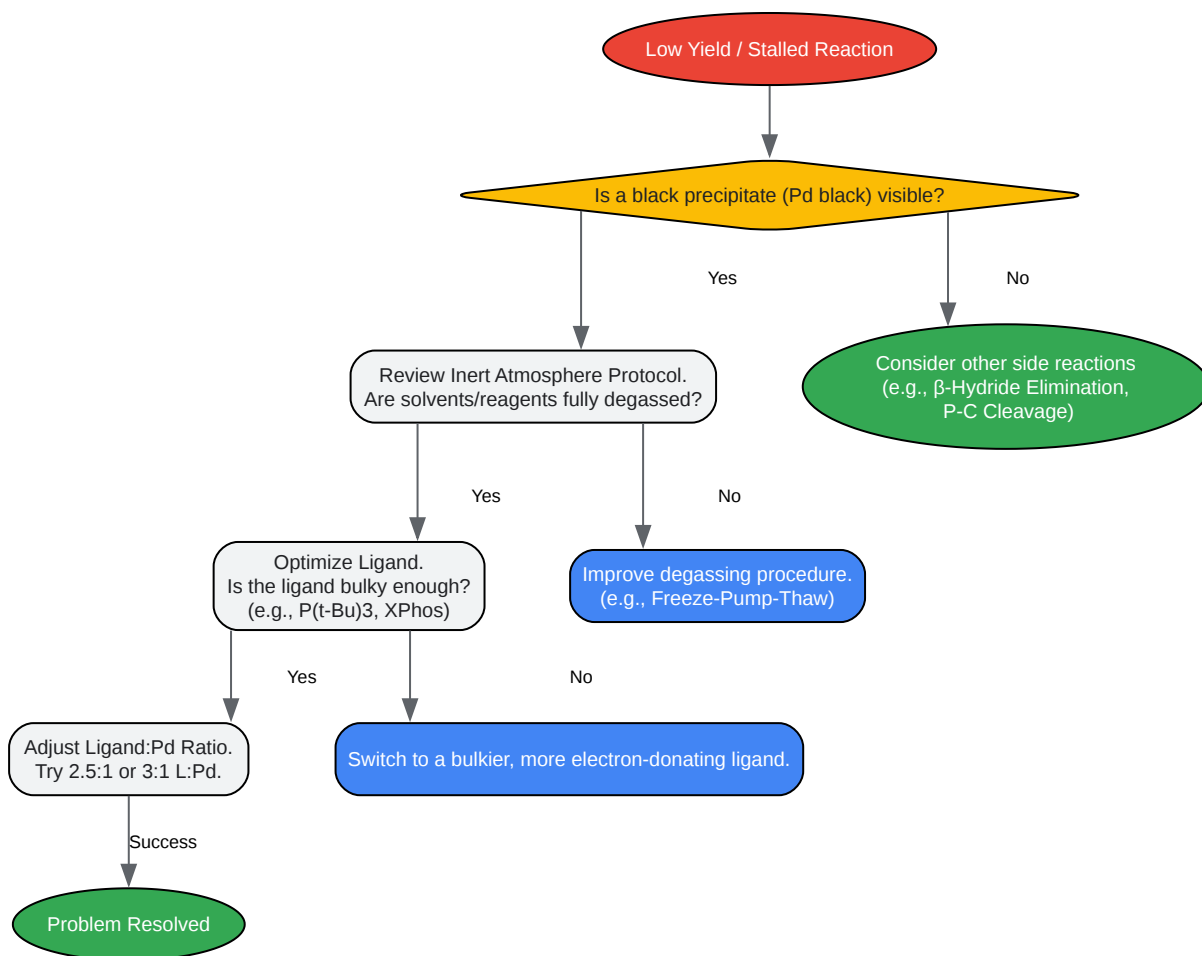 Low Yield / Stalled Reaction
Is a black precipitate (Pd black) visible?
Yes
No
Review Inert Atmosphere Protocol.
Are solvents/reagents fully degassed?
Consider other side reactions
(e.g., β-Hydride Elimination,
P-C Cleavage)
Yes
No
Optimize Ligand.
Is the ligand bulky enough?
(e.g., P(t-Bu)3, XPhos)
Improve degassing procedure.
(e.g., Freeze-Pump-Thaw)
Yes
No
Adjust Ligand:Pd Ratio.
Try 2.5:1 or 3:1 L:Pd.
Switch to a bulkier, more electron-donating ligand.
Success
Problem Resolved